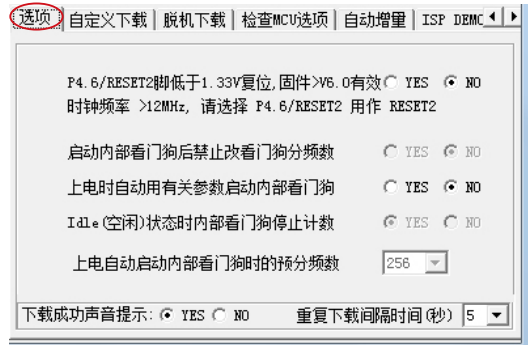 选项 自定义下载 脱机下载 检查MCU选项 自动增量 ISP DEMO
P4.6/RESET2脚低于1.33V复位,固件>V6.0有效 YES NO
时钟频率 >12MHz, 请选择 P4.6/RESET2 用作 RESET2
启动内部看门狗后禁止改看门狗分频数 YES NO
上电时自动用有关参数启动内部看门狗 YES NO
Idle(空闲)状态时内部看门狗停止计数 YES NO
上电自动启动内部看门狗时的预分频数 256
下载成功声音提示: YES NO 重复下载间隔时间(秒) 5